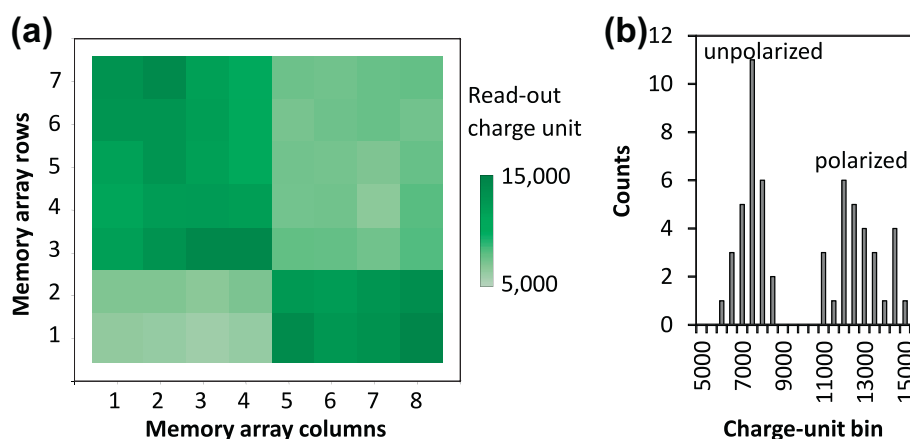 (a)
Memory array rows
7
6
5
4
3
2
1
1 2 3 4 5 6 7 8
Memory array columns
Read-out
charge unit
15,000
5,000
(b)
Counts
12
10
8
6
4
2
0
unpolarized
polarized
5000 7000 9000 11000 13000 15000
Charge-unit bin